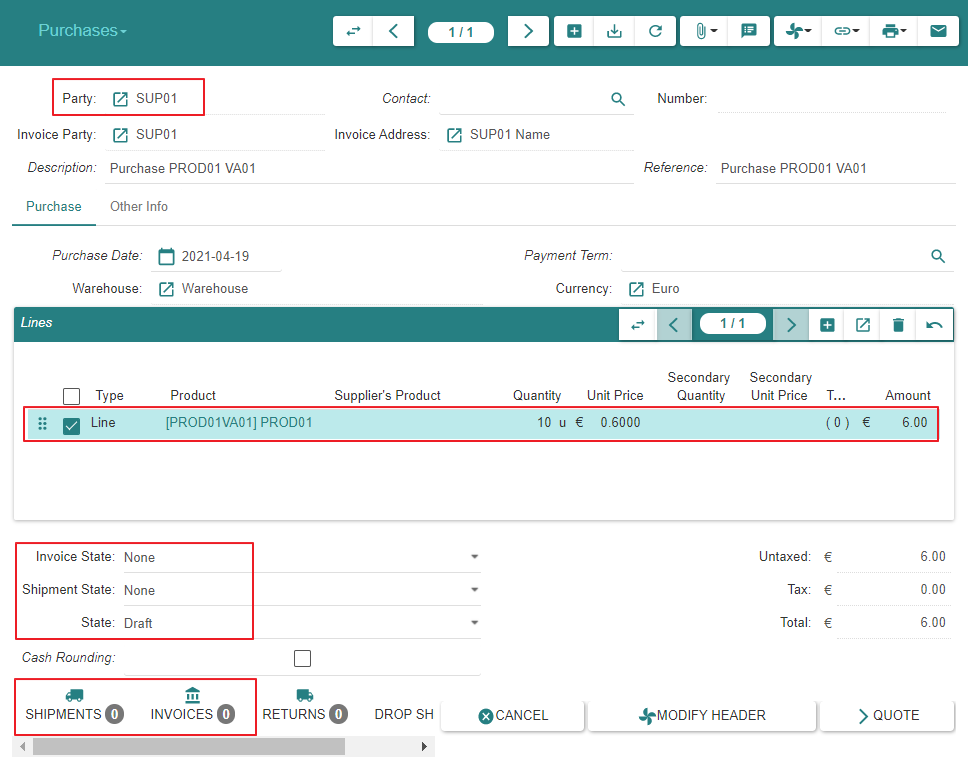 Purchases
1 / 1
Party: SUP01 Contact: Number:
Invoice Party: SUP01 Invoice Address: SUP01 Name
Description: Purchase PROD01 VA01 Reference: Purchase PROD01 VA01
Purchase Other Info
Purchase Date: 2021-04-19 Payment Term:
Warehouse: Warehouse Currency: Euro
Lines 1 / 1
Type Product Supplier's Product Quantity Unit Price Secondary Quantity Secondary Unit Price T... Amount
Line [PROD01VA01] PROD01 10 u € 0.6000 ( 0 ) € 6.00
Invoice State: None Untaxed: € 6.00
Shipment State: None Tax: € 0.00
State: Draft Total: € 6.00
Cash Rounding:
SHIPMENTS 0 INVOICES 0 RETURNS 0 DROP SH CANCEL MODIFY HEADER QUOTE